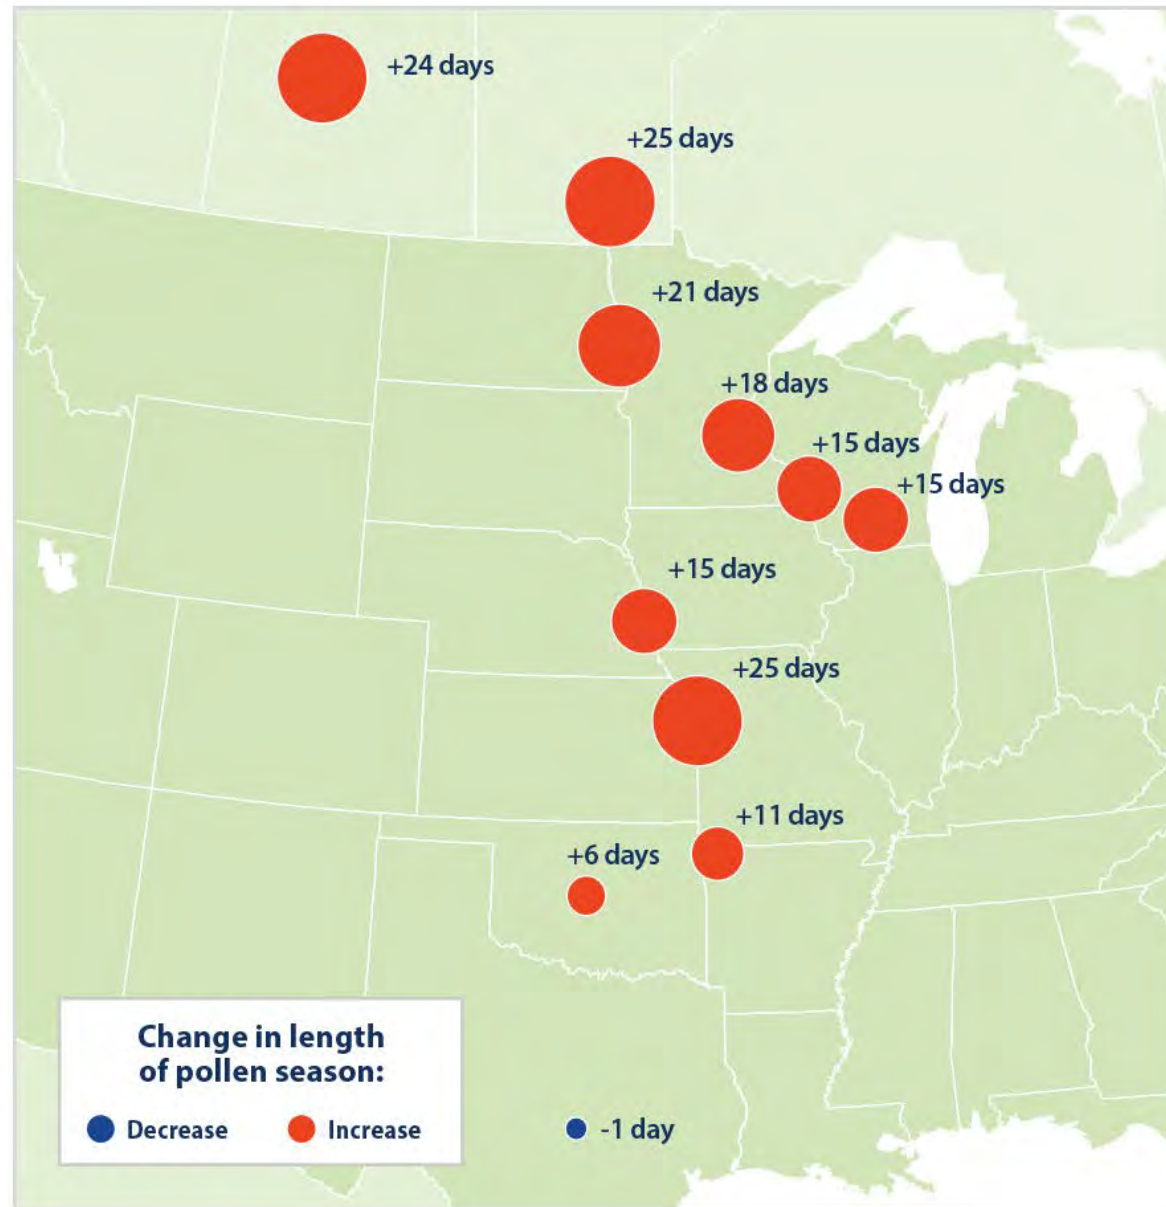 +24 days
+25 days
+21 days
+18 days
+15 days
+15 days
+15 days
+25 days
+11 days
+6 days
Change in length
of pollen season:
Decrease
Increase
-1 day